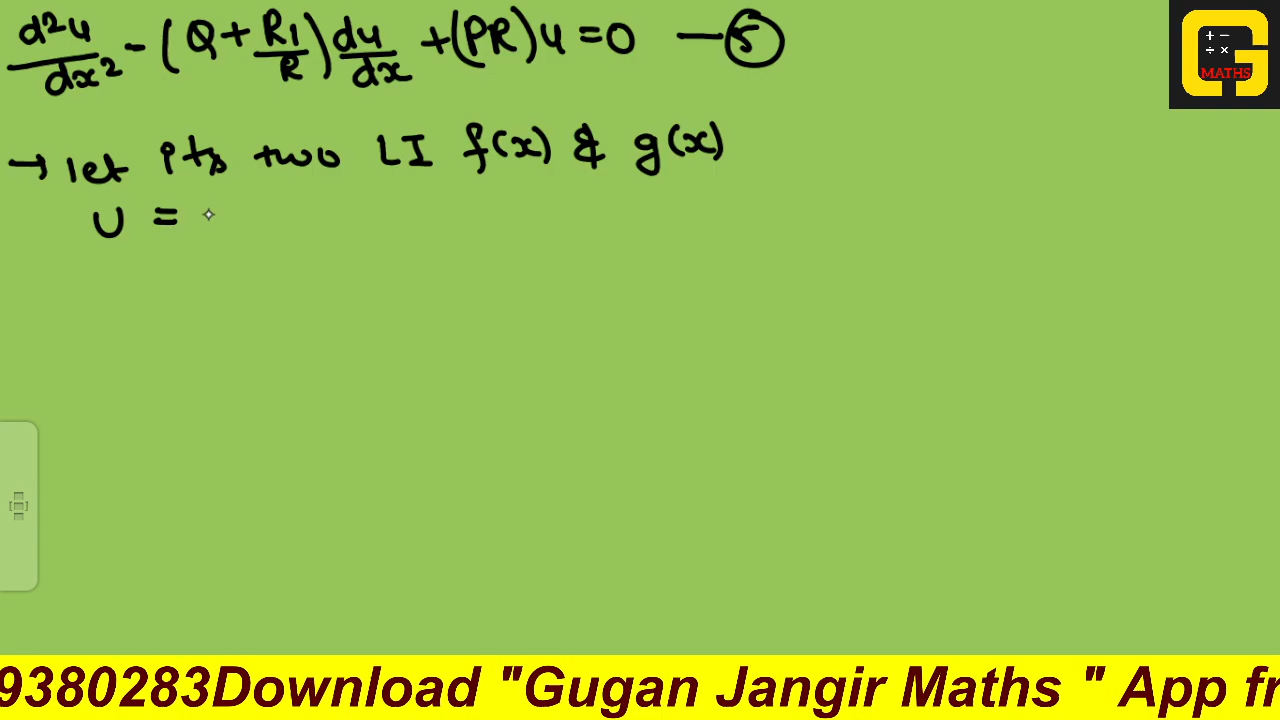 d²u/dx² - (Q + R1/R) du/dx + (PR)u = 0 — ⑤
→ let its two LI f(x) & g(x)
U =
+ −
÷ ×
MATHS
9380283Download "Gugan Jangir Maths " App fr